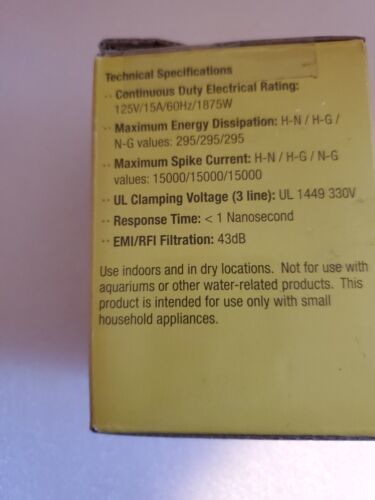 Technical Specifications
·· Continuous Duty Electrical Rating:
125V/15A/60Hz/1875W
·· Maximum Energy Dissipation: H-N / H-G /
N-G values: 295/295/295
·· Maximum Spike Current: H-N / H-G / N-G
values: 15000/15000/15000
·· UL Clamping Voltage (3 line): UL 1449 330V
·· Response Time: < 1 Nanosecond
·· EMI/RFI Filtration: 43dB
Use indoors and in dry locations. Not for use with
aquariums or other water-related products. This
product is intended for use only with small
household appliances.